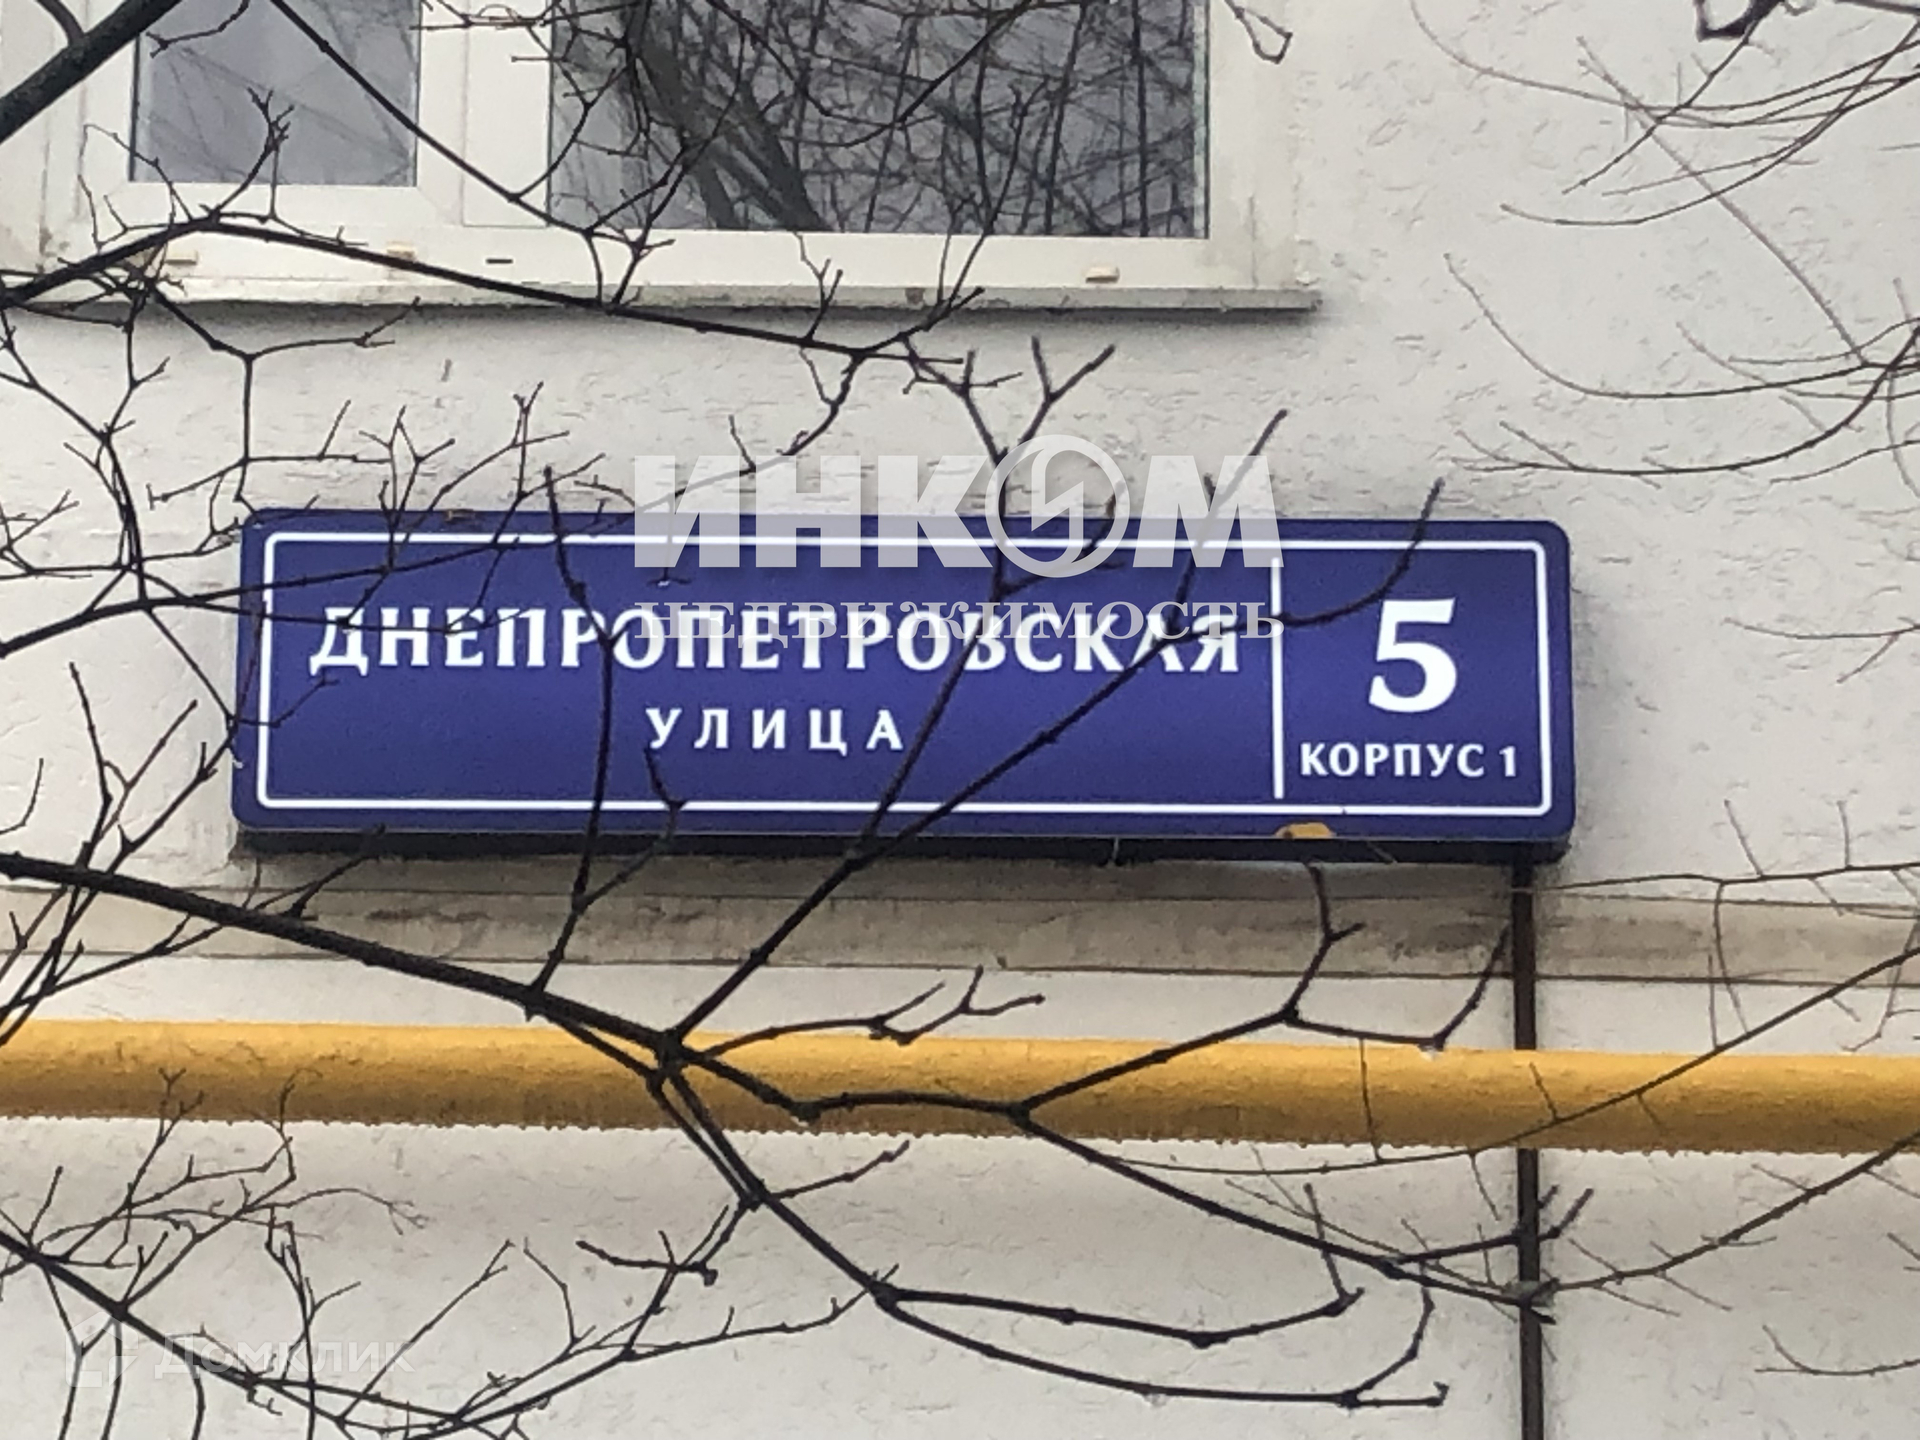 ИНКОМ
НЕДВИЖИМОСТЬ
ДНЕПРОПЕТРОВСКАЯ
УЛИЦА
5
КОРПУС 1
Домклик